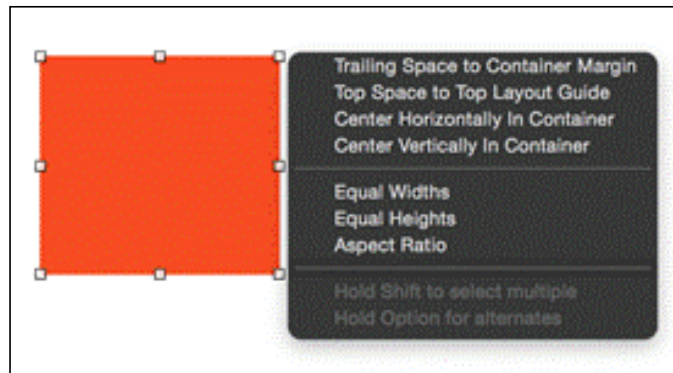 Trailing Space to Container Margin
Top Space to Top Layout Guide
Center Horizontally In Container
Center Vertically In Container
Equal Widths
Equal Heights
Aspect Ratio
Hold Shift to select multiple
Hold Option for alternates